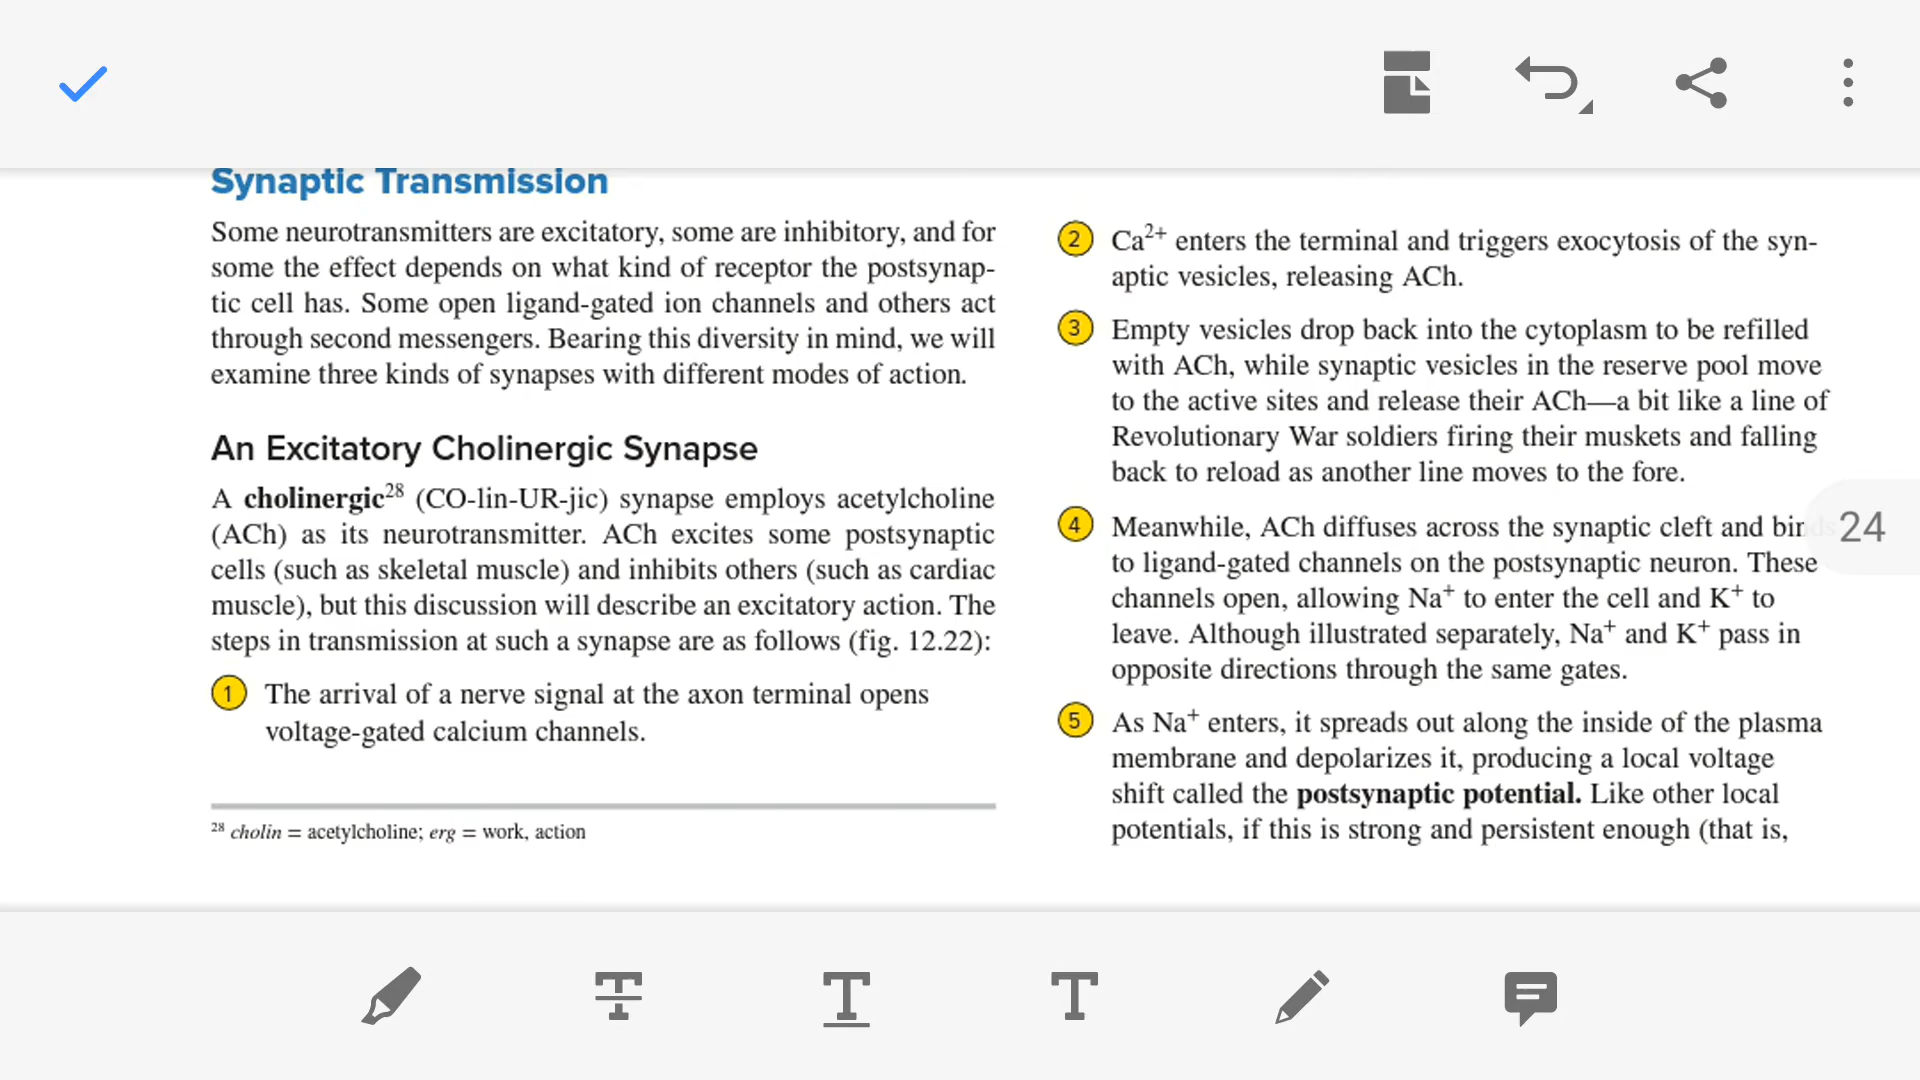 Synaptic Transmission
Some neurotransmitters are excitatory, some are inhibitory, and for
some the effect depends on what kind of receptor the postsynap-
tic cell has. Some open ligand-gated ion channels and others act
through second messengers. Bearing this diversity in mind, we will
examine three kinds of synapses with different modes of action.
An Excitatory Cholinergic Synapse
A cholinergic²⁸ (CO-lin-UR-jic) synapse employs acetylcholine
(ACh) as its neurotransmitter. ACh excites some postsynaptic
cells (such as skeletal muscle) and inhibits others (such as cardiac
muscle), but this discussion will describe an excitatory action. The
steps in transmission at such a synapse are as follows (fig. 12.22):
1 The arrival of a nerve signal at the axon terminal opens
voltage-gated calcium channels.
²⁸ cholin = acetylcholine; erg = work, action
2 Ca²⁺ enters the terminal and triggers exocytosis of the syn-
aptic vesicles, releasing ACh.
3 Empty vesicles drop back into the cytoplasm to be refilled
with ACh, while synaptic vesicles in the reserve pool move
to the active sites and release their ACh—a bit like a line of
Revolutionary War soldiers firing their muskets and falling
back to reload as another line moves to the fore.
4 Meanwhile, ACh diffuses across the synaptic cleft and binds
to ligand-gated channels on the postsynaptic neuron. These
channels open, allowing Na⁺ to enter the cell and K⁺ to
leave. Although illustrated separately, Na⁺ and K⁺ pass in
opposite directions through the same gates.
5 As Na⁺ enters, it spreads out along the inside of the plasma
membrane and depolarizes it, producing a local voltage
shift called the postsynaptic potential. Like other local
potentials, if this is strong and persistent enough (that is,
24